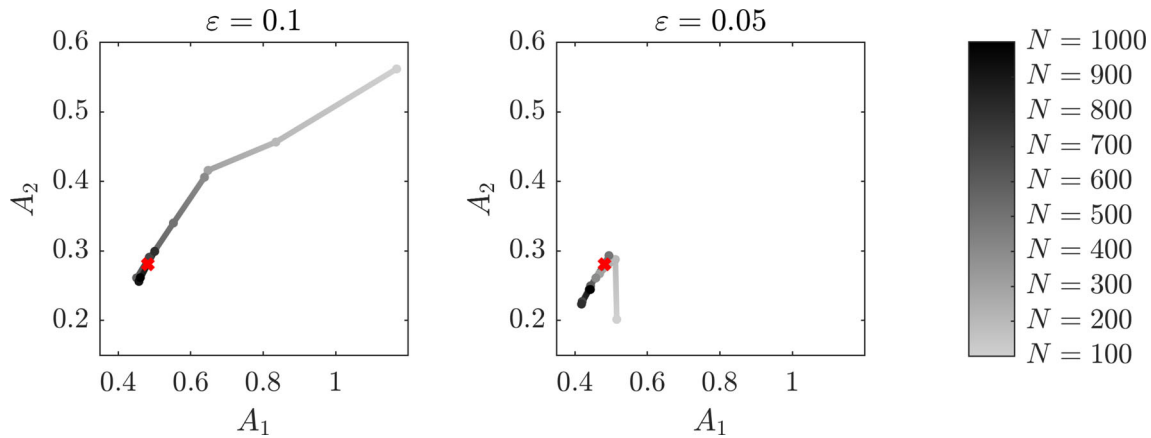 ε = 0.1
0.6
0.5
0.4
0.3
0.2
A₂
0.4 0.6 0.8 1
A₁
ε = 0.05
0.6
0.5
0.4
0.3
0.2
A₂
0.4 0.6 0.8 1
A₁
N = 1000
N = 900
N = 800
N = 700
N = 600
N = 500
N = 400
N = 300
N = 200
N = 100